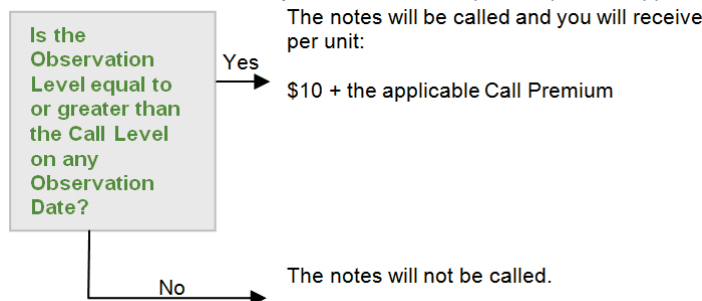 Is the
Observation
Level equal to
or greater than
the Call Level
on any
Observation
Date?
Yes
The notes will be called and you will receive
per unit:
$10 + the applicable Call Premium
No
The notes will not be called.